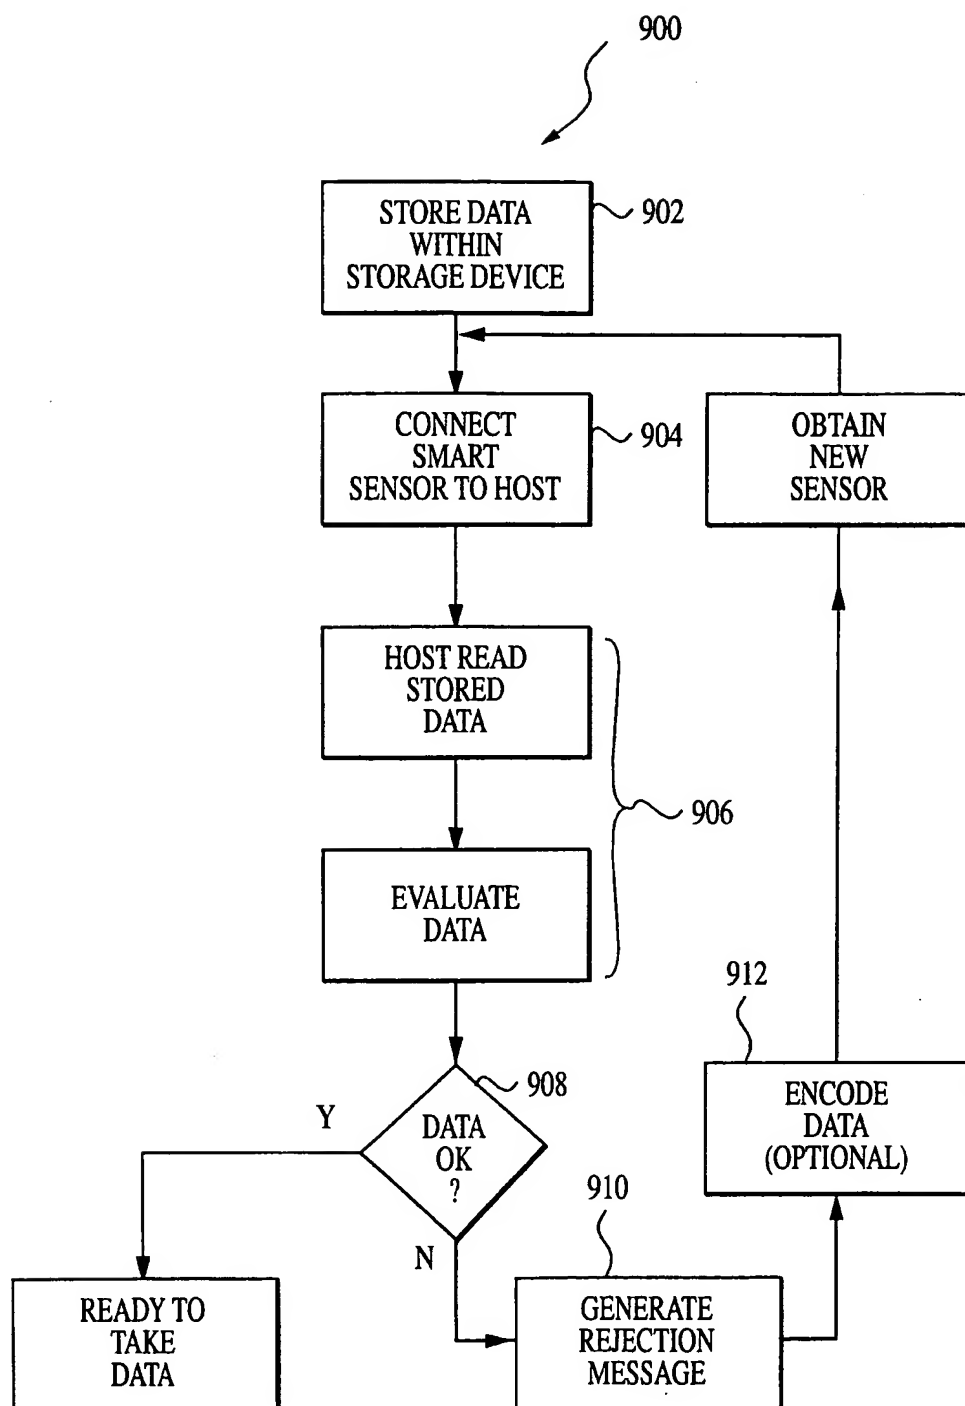 900
STORE DATA
WITHIN
STORAGE DEVICE
902
CONNECT
SMART
SENSOR TO HOST
904
OBTAIN
NEW
SENSOR
HOST READ
STORED
DATA
906
EVALUATE
DATA
912
908
DATA
OK
?
Y
N
ENCODE
DATA
(OPTIONAL)
910
READY TO
TAKE
DATA
GENERATE
REJECTION
MESSAGE